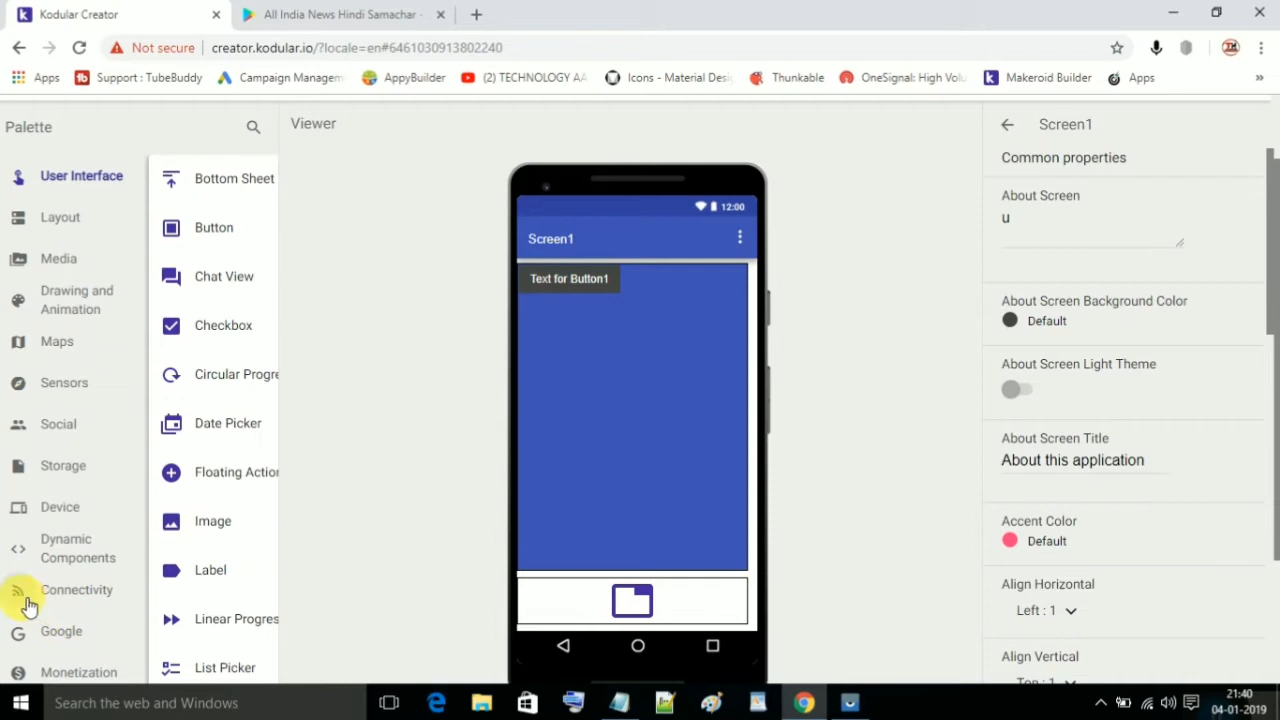 Kodular Creator
All India News Hindi Samachar -
Not secure
creator.kodular.io/?locale=en#6461030913802240
Apps
Support : TubeBuddy
Campaign Managem
AppyBuilder
(2) TECHNOLOGY AA
Icons - Material Desi
Thunkable
OneSignal: High Volu
Makeroid Builder
Apps
»
Palette
Viewer
Screen1
User Interface
Layout
Media
Drawing and
Animation
Maps
Sensors
Social
Storage
Device
Dynamic
Components
Connectivity
Google
Monetization
Bottom Sheet
Button
Chat View
Checkbox
Circular Progre
Date Picker
Floating Action
Image
Label
Linear Progres
List Picker
12:00
Screen1
Text for Button1
Common properties
About Screen
u
About Screen Background Color
Default
About Screen Light Theme
About Screen Title
About this application
Accent Color
Default
Align Horizontal
Left : 1
Align Vertical
Top : 1
Search the web and Windows
21:40
04-01-2019